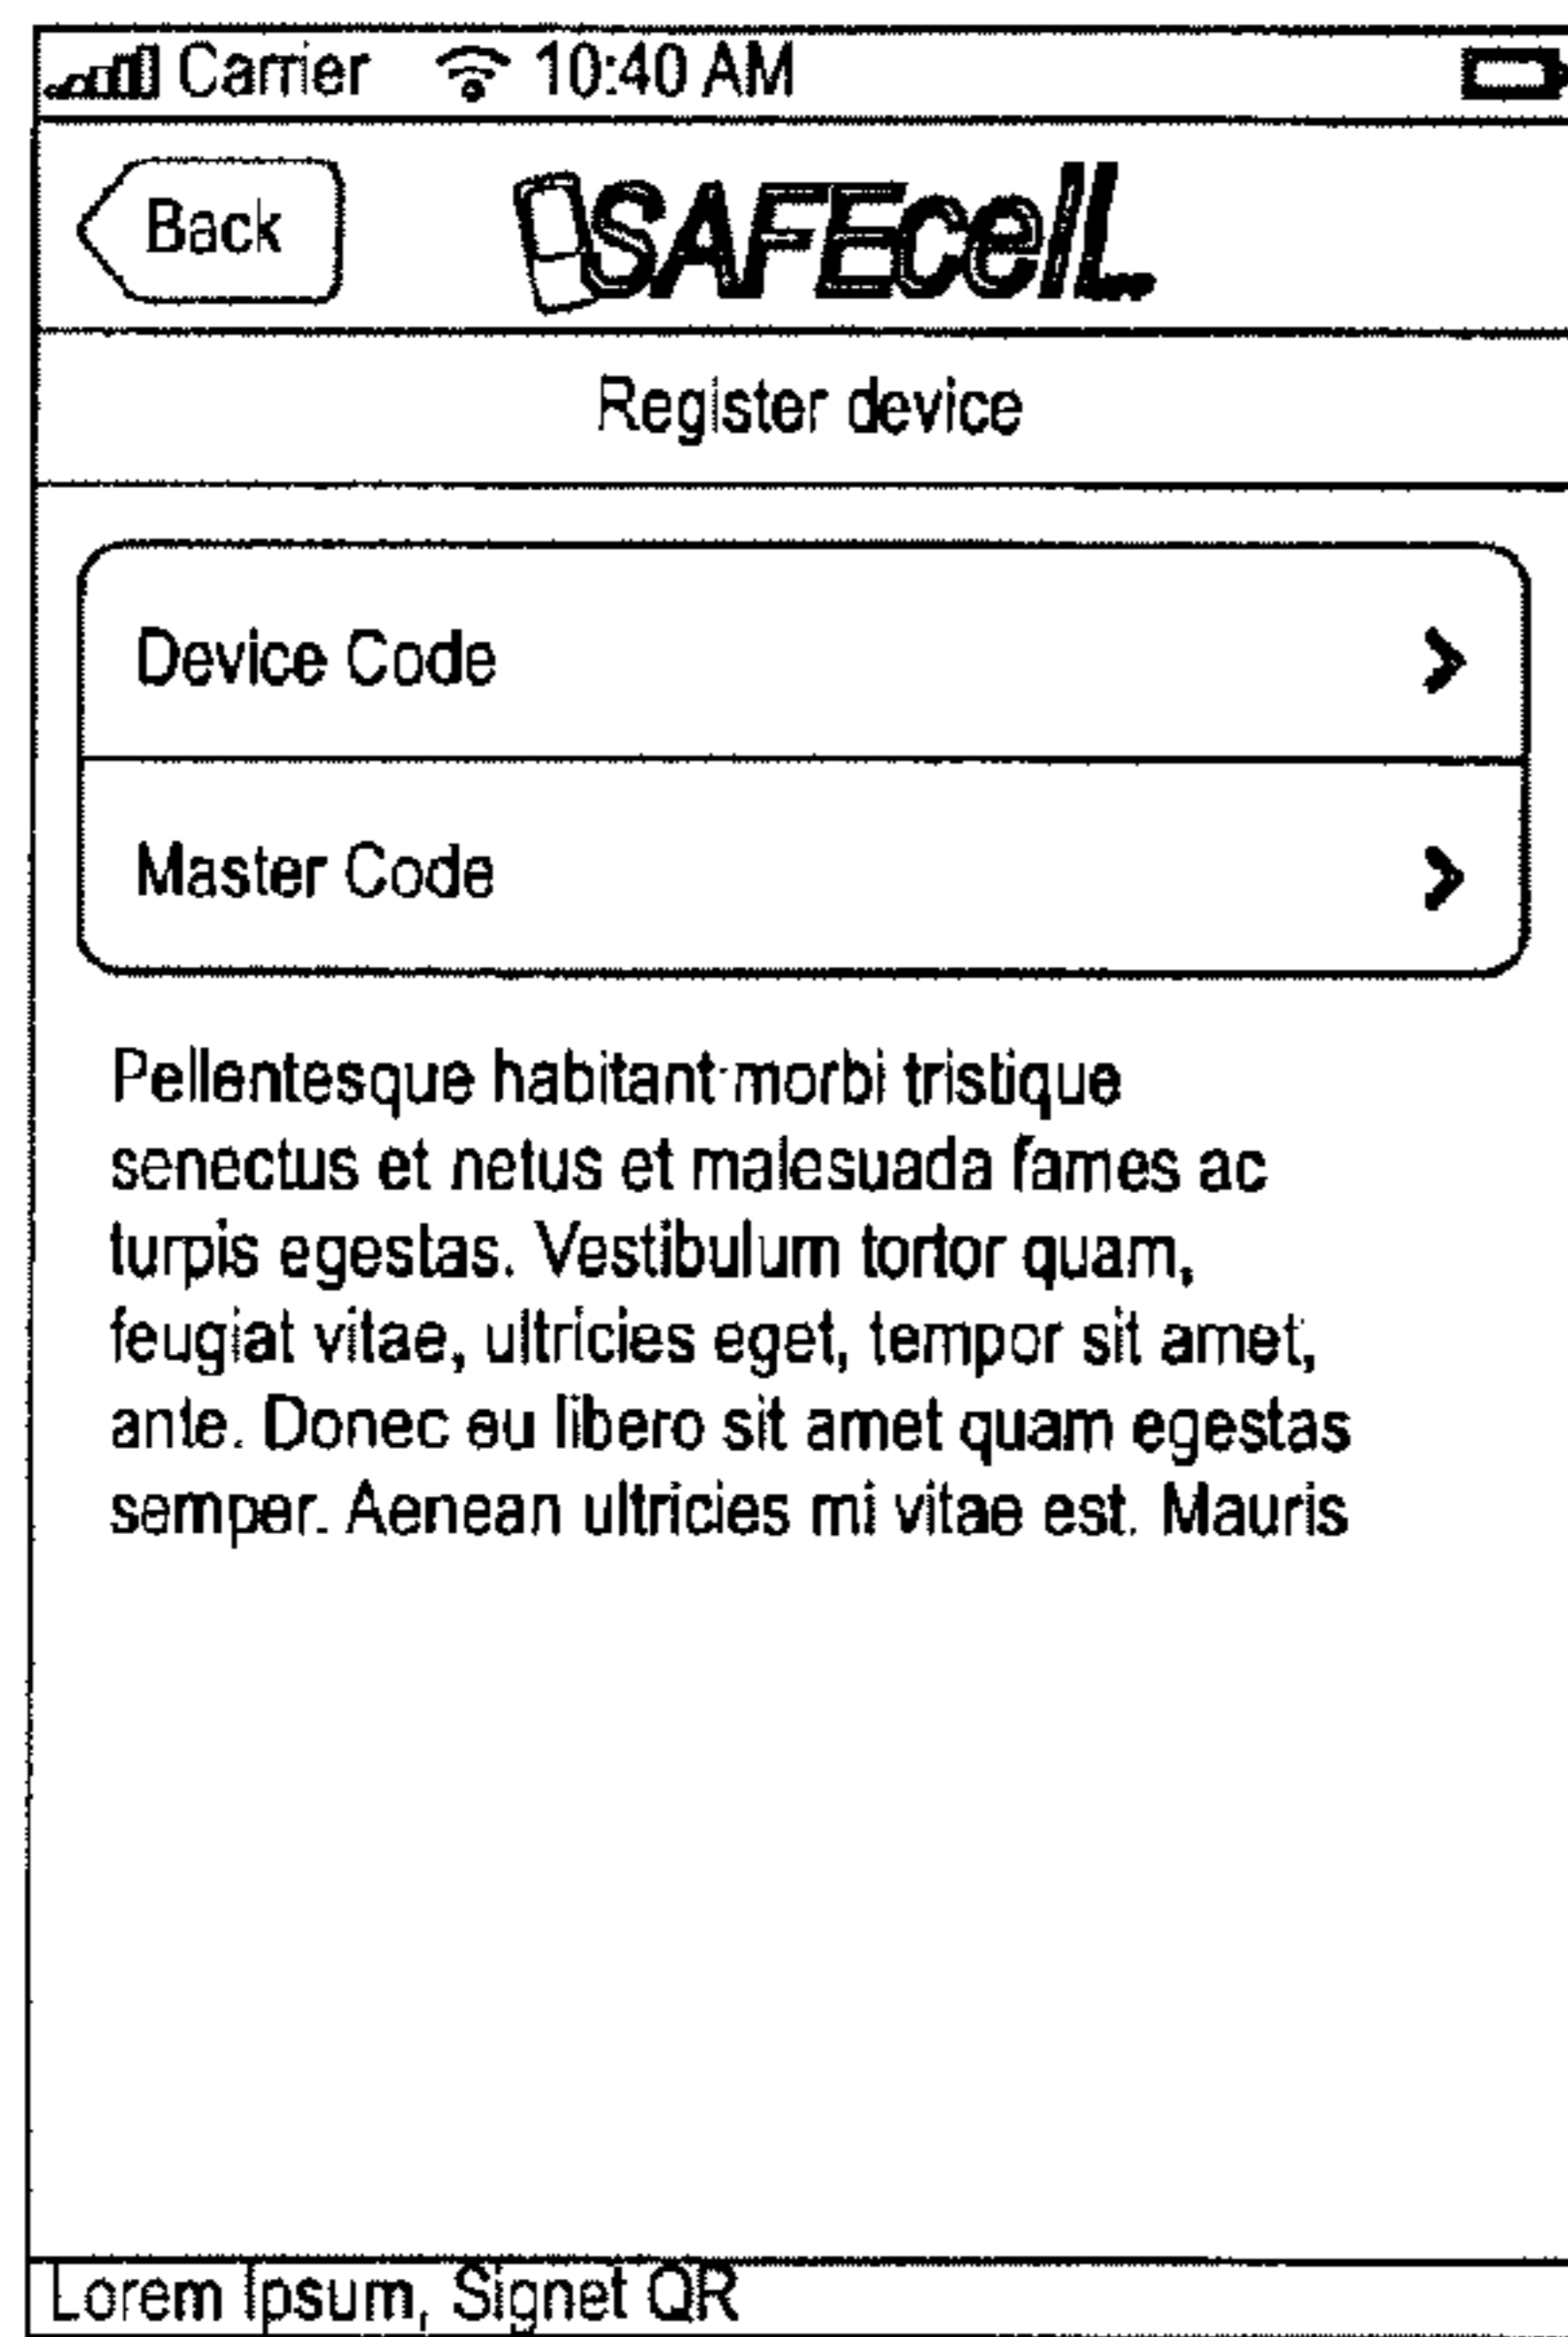 Carrier 10:40 AM
Back SAFEcell
Register device
Device Code
Master Code
Pellentesque habitant morbi tristique
senectus et netus et malesuada fames ac
turpis egestas. Vestibulum tortor quam,
feugiat vitae, ultricies eget, tempor sit amet,
ante. Donec eu libero sit amet quam egestas
semper. Aenean ultricies mi vitae est. Mauris
Lorem Ipsum, Signet QR